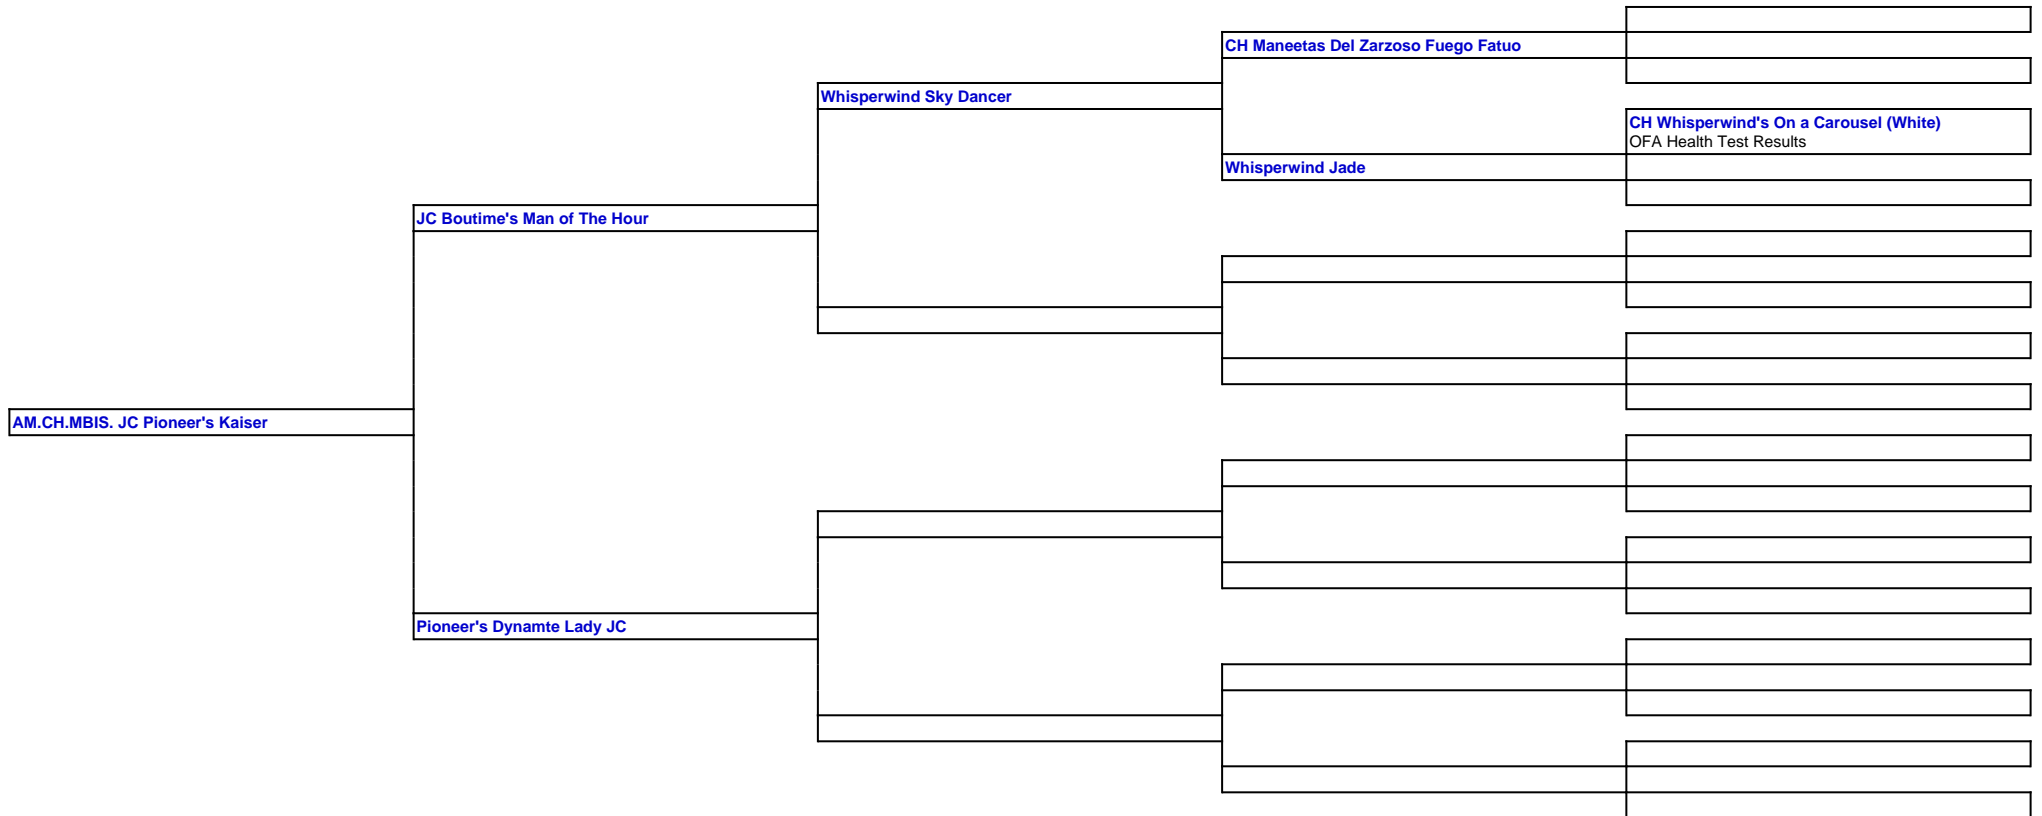 CH Maneetas Del Zarzoso Fuego Fatuo
Whisperwind Sky Dancer
CH Whisperwind's On a Carousel (White)
OFA Health Test Results
Whisperwind Jade
JC Boutime's Man of The Hour
AM.CH.MBIS. JC Pioneer's Kaiser
Pioneer's Dynamte Lady JC